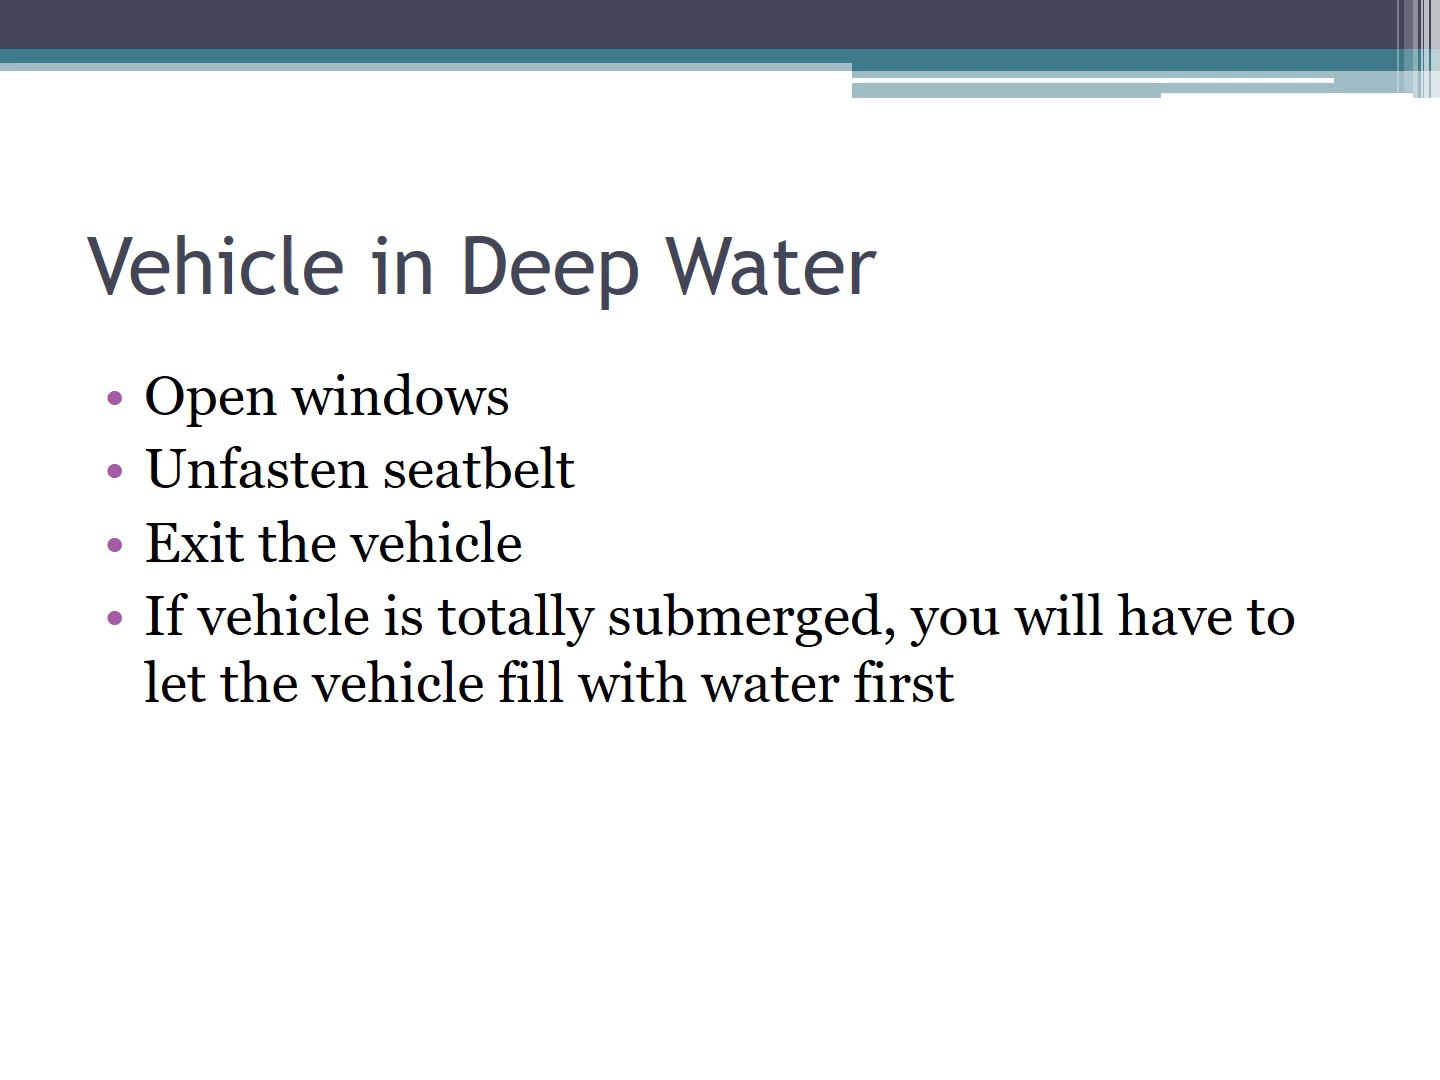 Vehicle in Deep Water
• Open windows
• Unfasten seatbelt
• Exit the vehicle
• If vehicle is totally submerged, you will have to
let the vehicle fill with water first